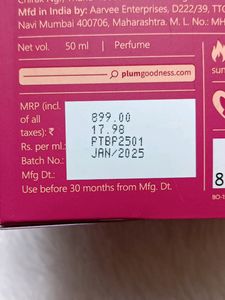 Mfd in India by: Aarvee Enterprises, D222/39, TTC
Navi Mumbai 400706, Maharashtra. M. L. No.: MH
Net vol. 50 ml | Perfume
plumgoodness.com
sun
MRP (incl. of all taxes): ₹ 899.00
Rs. per ml.: 17.98
Batch No.: PTBP2501
Mfg Dt.: JAN/2025
Use before 30 months from Mfg. Dt.
8